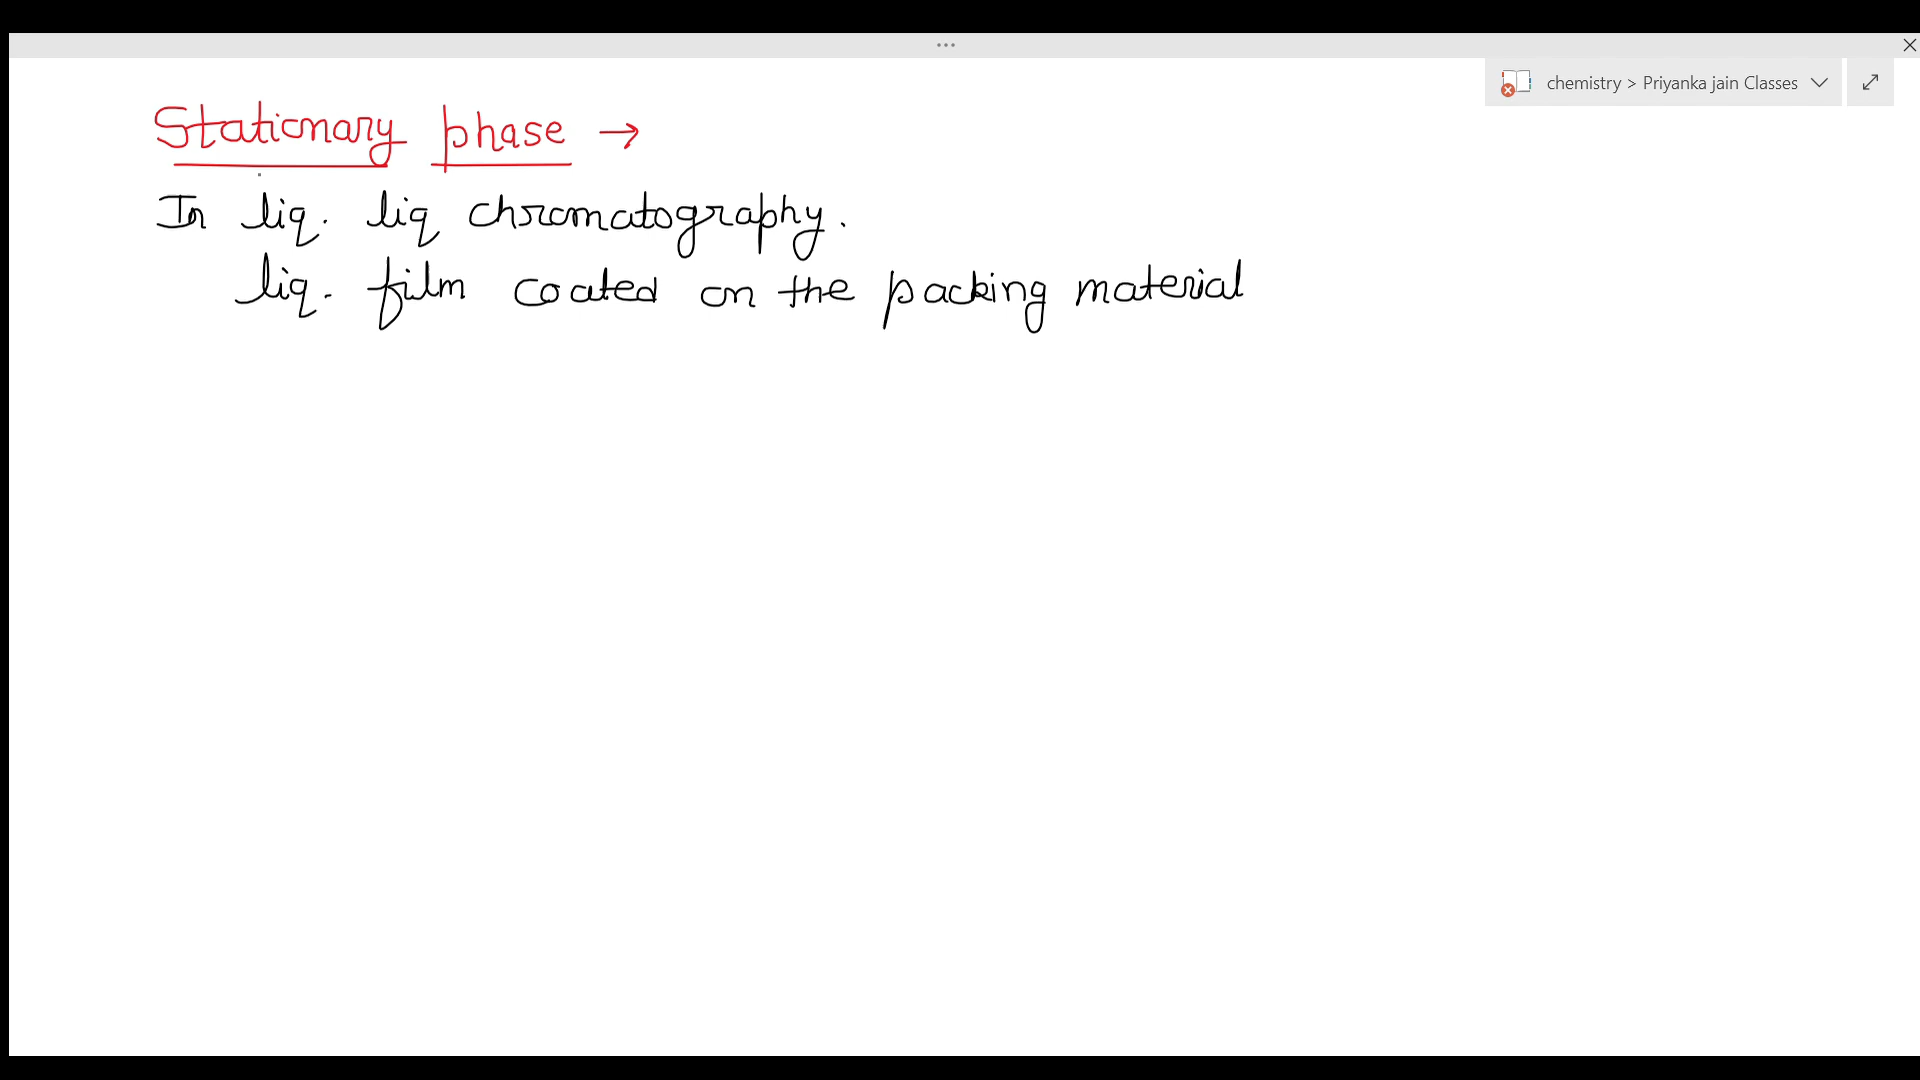 chemistry > Priyanka jain Classes
Stationary phase →
In liq. liq chromatography.
liq. film coated on the packing material